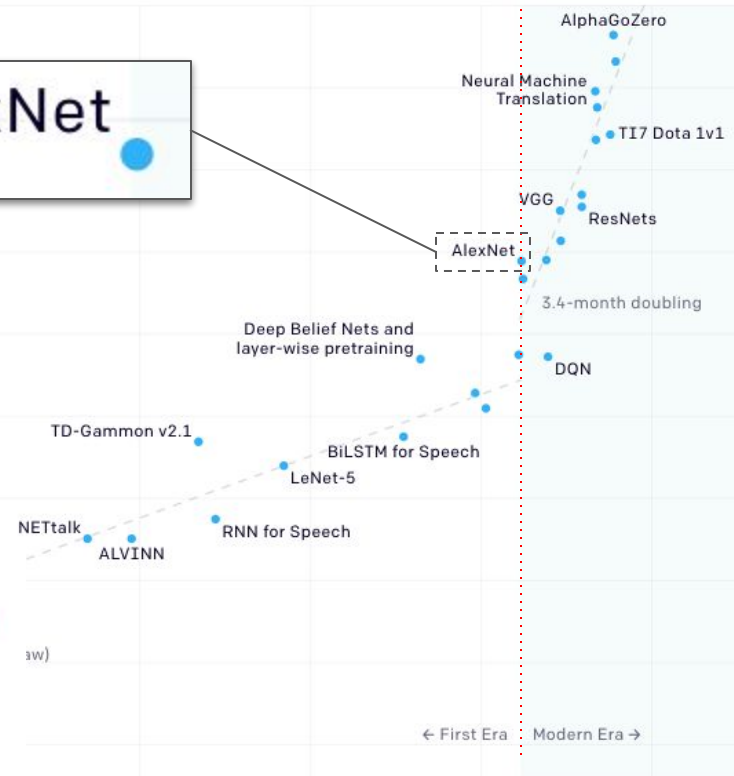 AlphaGoZero
Neural Machine
Translation
Net
TI7 Dota 1v1
VGG
ResNets
AlexNet
3.4-month doubling
Deep Belief Nets and
layer-wise pretraining
DQN
TD-Gammon v2.1
BiLSTM for Speech
LeNet-5
NETtalk
RNN for Speech
ALVINN
aw)
← First Era
Modern Era →